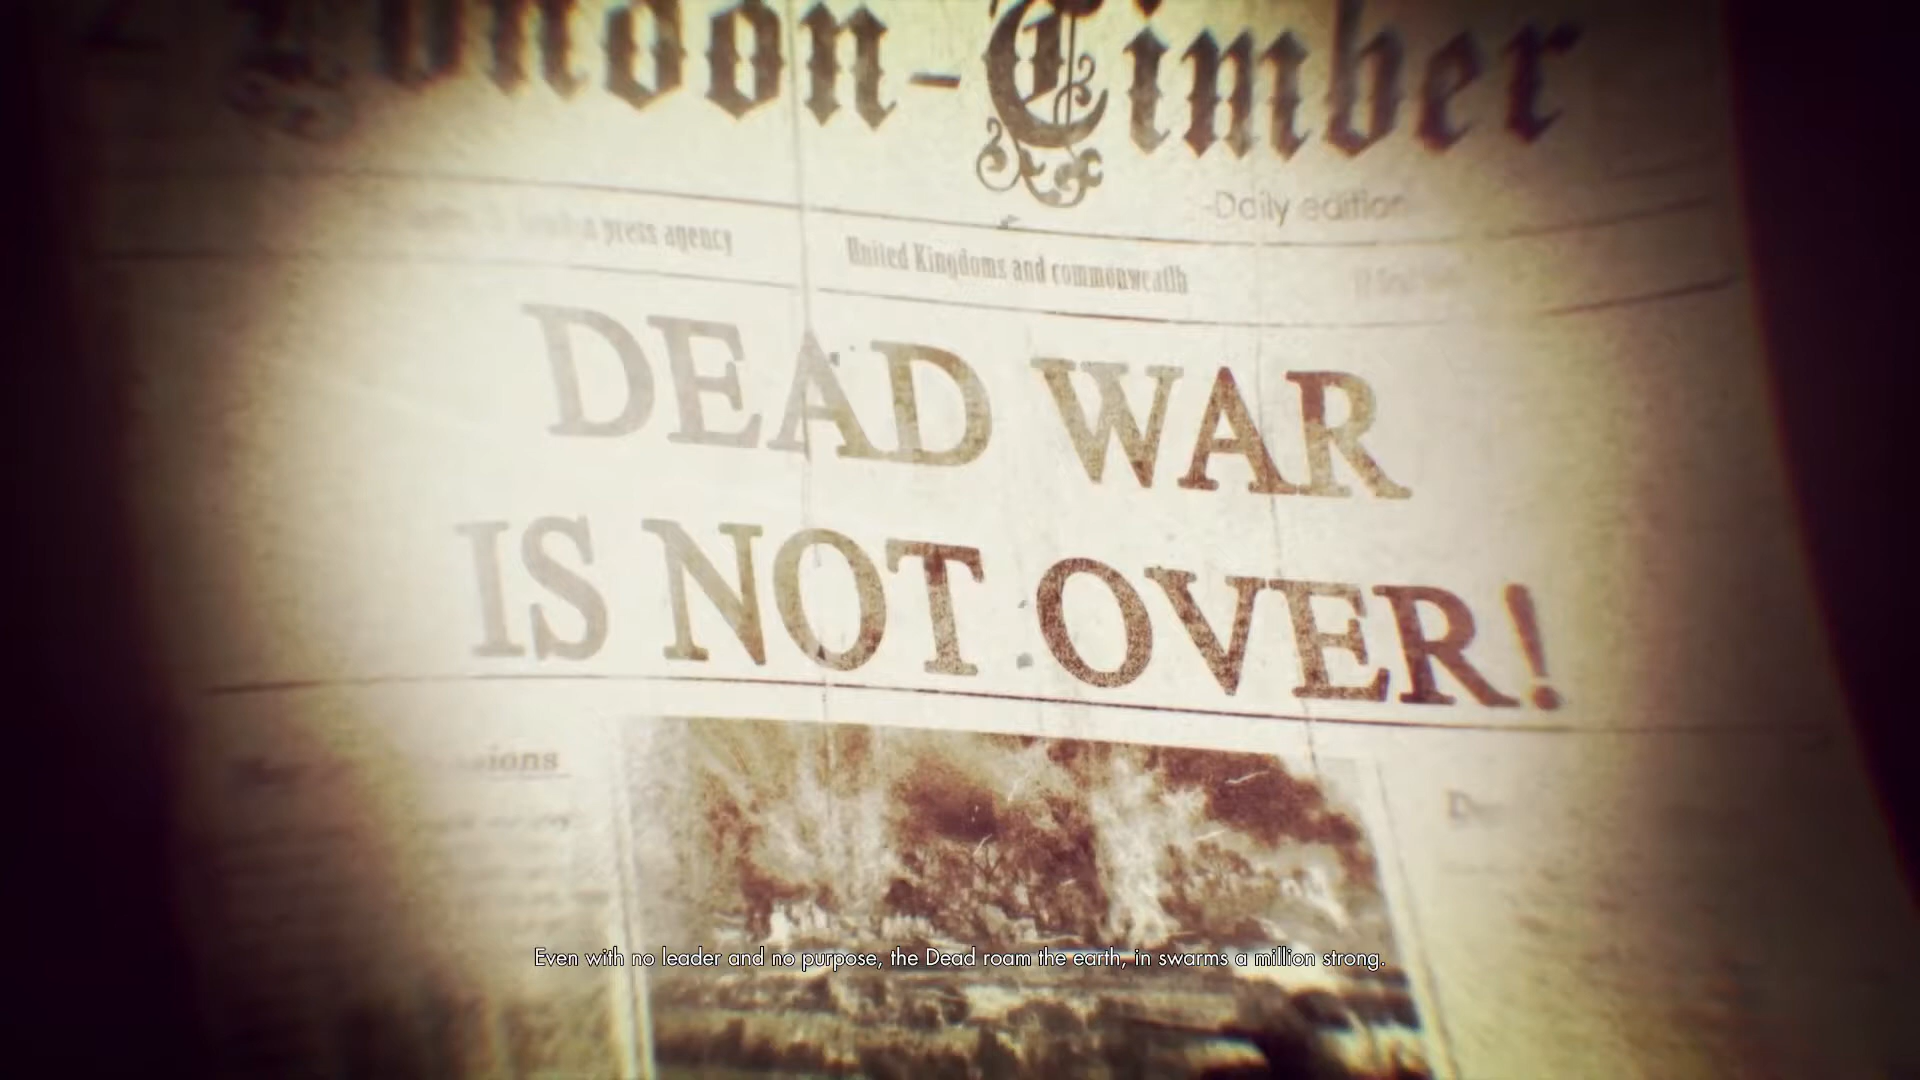 London-Timber
-Daily edition
a press agency
United Kingdoms and commonwealth
DEAD WAR
IS NOT OVER!
Even with no leader and no purpose, the Dead roam the earth, in swarms a million strong.